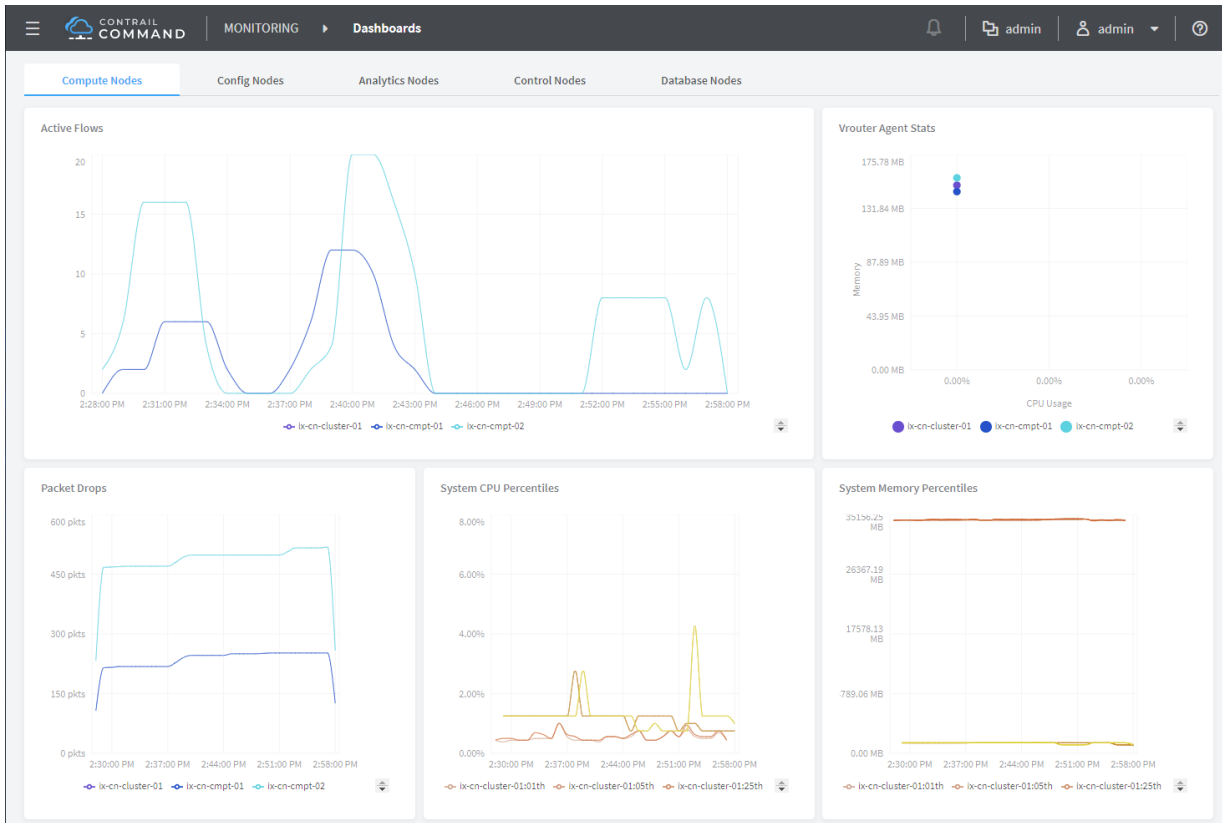 CONTRAIL
COMMAND
MONITORING
Dashboards
admin
admin
Compute Nodes
Config Nodes
Analytics Nodes
Control Nodes
Database Nodes
Active Flows
20
15
10
5
0
2:28:00 PM 2:31:00 PM 2:34:00 PM 2:37:00 PM 2:40:00 PM 2:43:00 PM 2:46:00 PM 2:49:00 PM 2:52:00 PM 2:55:00 PM 2:58:00 PM
ix-cn-cluster-01 ix-cn-cmpt-01 ix-cn-cmpt-02
Vrouter Agent Stats
175.78 MB
131.84 MB
87.89 MB
43.95 MB
0.00 MB
Memory
0.00% 0.00% 0.00%
CPU Usage
ix-cn-cluster-01 ix-cn-cmpt-01 ix-cn-cmpt-02
Packet Drops
600 pkts
450 pkts
300 pkts
150 pkts
0 pkts
2:30:00 PM 2:37:00 PM 2:44:00 PM 2:51:00 PM 2:58:00 PM
ix-cn-cluster-01 ix-cn-cmpt-01 ix-cn-cmpt-02
System CPU Percentiles
8.00%
6.00%
4.00%
2.00%
0.00%
2:30:00 PM 2:37:00 PM 2:44:00 PM 2:51:00 PM 2:58:00 PM
ix-cn-cluster-01:01th ix-cn-cluster-01:05th ix-cn-cluster-01:25th
System Memory Percentiles
35156.25
MB
26367.19
MB
17578.13
MB
789.06 MB
0.00 MB
2:30:00 PM 2:37:00 PM 2:44:00 PM 2:51:00 PM 2:58:00 PM
ix-cn-cluster-01:01th ix-cn-cluster-01:05th ix-cn-cluster-01:25th